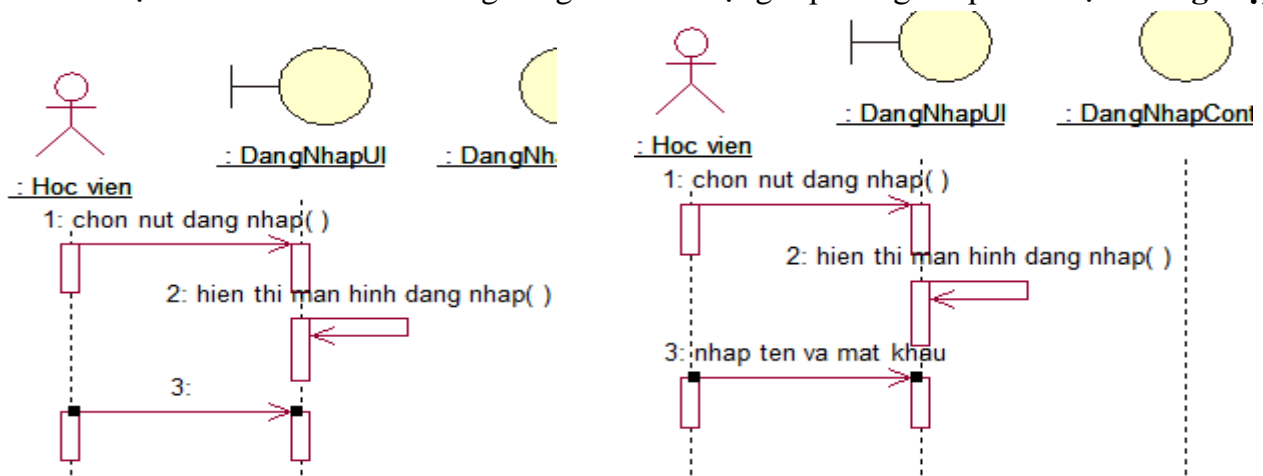 : DangNhapUI
: DangNh
: Hoc vien
1: chon nut dang nhap( )
2: hien thi man hinh dang nhap( )
3:
: DangNhapUI
: DangNhapCont
: Hoc vien
1: chon nut dang nhap( )
2: hien thi man hinh dang nhap( )
3: nhap ten va mat khau